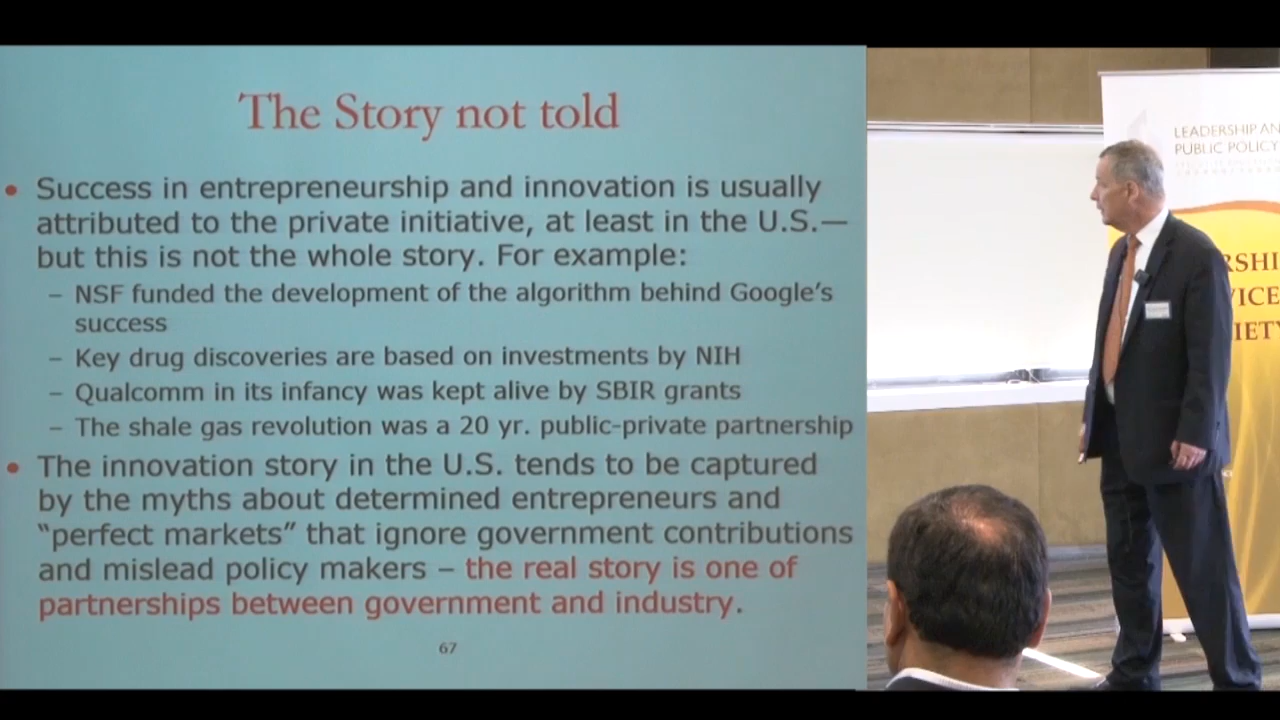 The Story not told
• Success in entrepreneurship and innovation is usually
attributed to the private initiative, at least in the U.S.—
but this is not the whole story. For example:
– NSF funded the development of the algorithm behind Google's
success
– Key drug discoveries are based on investments by NIH
– Qualcomm in its infancy was kept alive by SBIR grants
– The shale gas revolution was a 20 yr. public-private partnership
• The innovation story in the U.S. tends to be captured
by the myths about determined entrepreneurs and
“perfect markets” that ignore government contributions
and mislead policy makers – the real story is one of
partnerships between government and industry.
67
LEADERSHIP AN
PUBLIC POLICY
RSHI
VICE
IETY